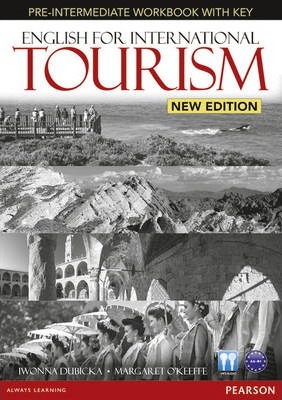 PRE-INTERMEDIATE WORKBOOK WITH KEY
ENGLISH FOR INTERNATIONAL
TOURISM
NEW EDITION
IWONNA DUBICKA • MARGARET O'KEEFFE
ALWAYS LEARNING
PEARSON